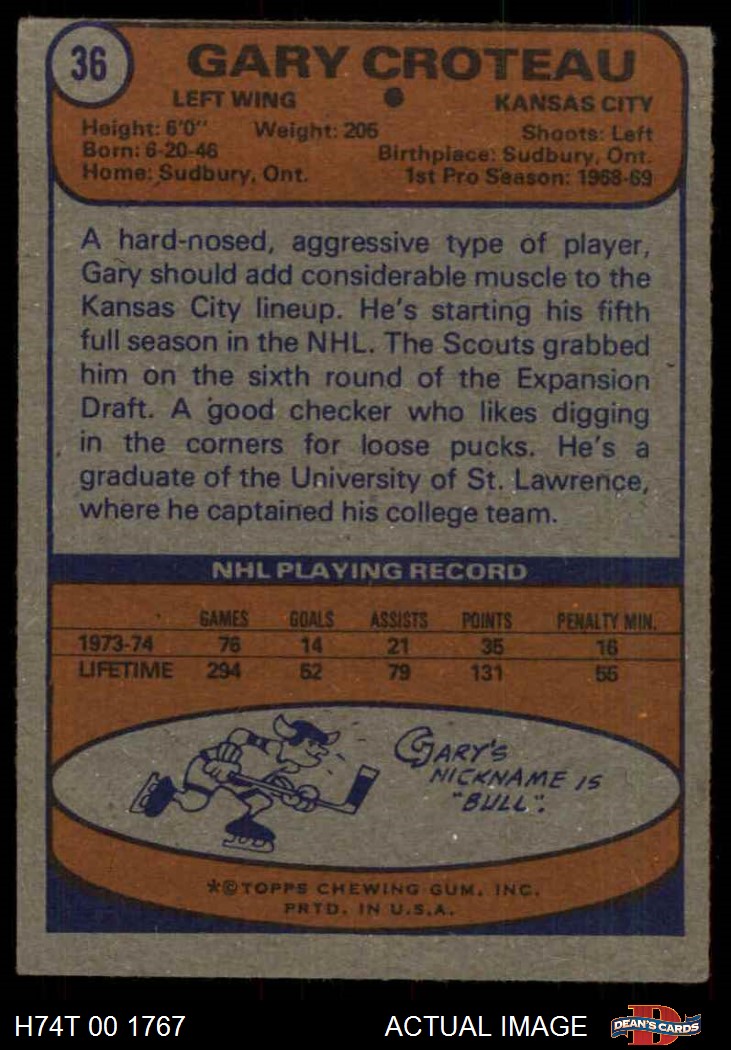 36
GARY CROTEAU
LEFT WING
KANSAS CITY
Height: 6'0" Weight: 205 Shoots: Left
Born: 6-20-46 Birthplace: Sudbury, Ont.
Home: Sudbury, Ont. 1st Pro Season: 1968-69
A hard-nosed, aggressive type of player,
Gary should add considerable muscle to the
Kansas City lineup. He's starting his fifth
full season in the NHL. The Scouts grabbed
him on the sixth round of the Expansion
Draft. A good checker who likes digging
in the corners for loose pucks. He's a
graduate of the University of St. Lawrence,
where he captained his college team.
NHL PLAYING RECORD
GAMES GOALS ASSISTS POINTS PENALTY MIN.
1973-74 76 14 21 35 16
LIFETIME 294 52 79 131 55
GARY'S
NICKNAME IS
"BULL".
*©TOPPS CHEWING GUM, INC.
PRTD. IN U.S.A.
H74T 00 1767 ACTUAL IMAGE
D
DEAN'S CARDS